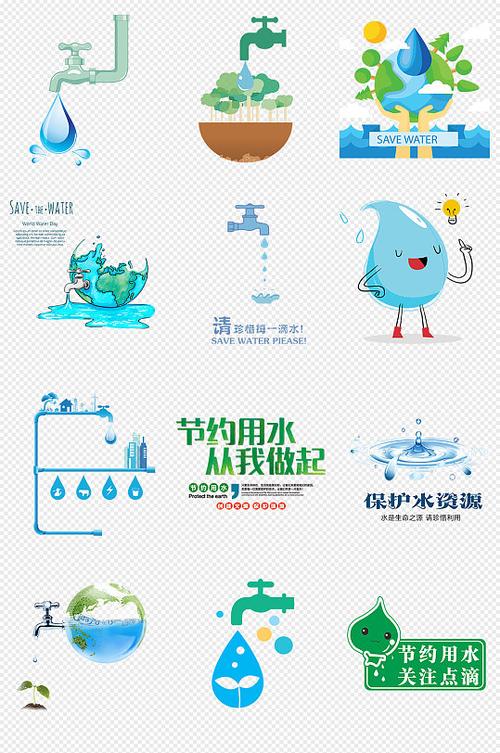 SAVE WATER
SAVE·THE·WATER
World Water Day
请珍惜每一滴水!
SAVE WATER PIEASE!
节约用水
从我做起
节约用水
Protect the earth
保护水资源
水是生命之源 请珍惜利用
节约用水
关注点滴